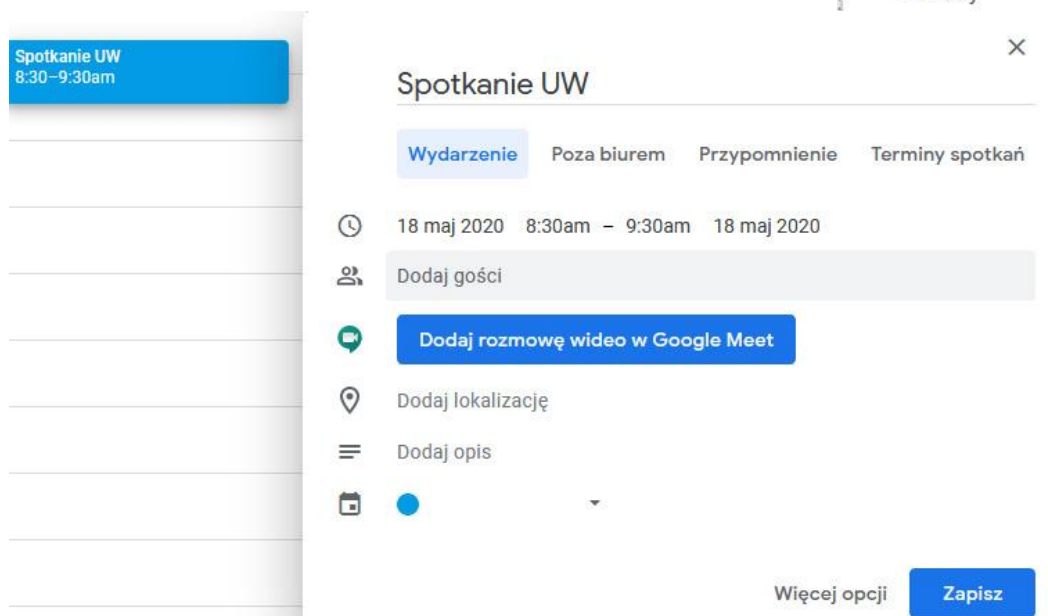 Spotkanie UW
8:30–9:30am
Spotkanie UW
Wydarzenie Poza biurem Przypomnienie Terminy spotkań
18 maj 2020 8:30am – 9:30am 18 maj 2020
Dodaj gości
Dodaj rozmowę wideo w Google Meet
Dodaj lokalizację
Dodaj opis
Więcej opcji Zapisz